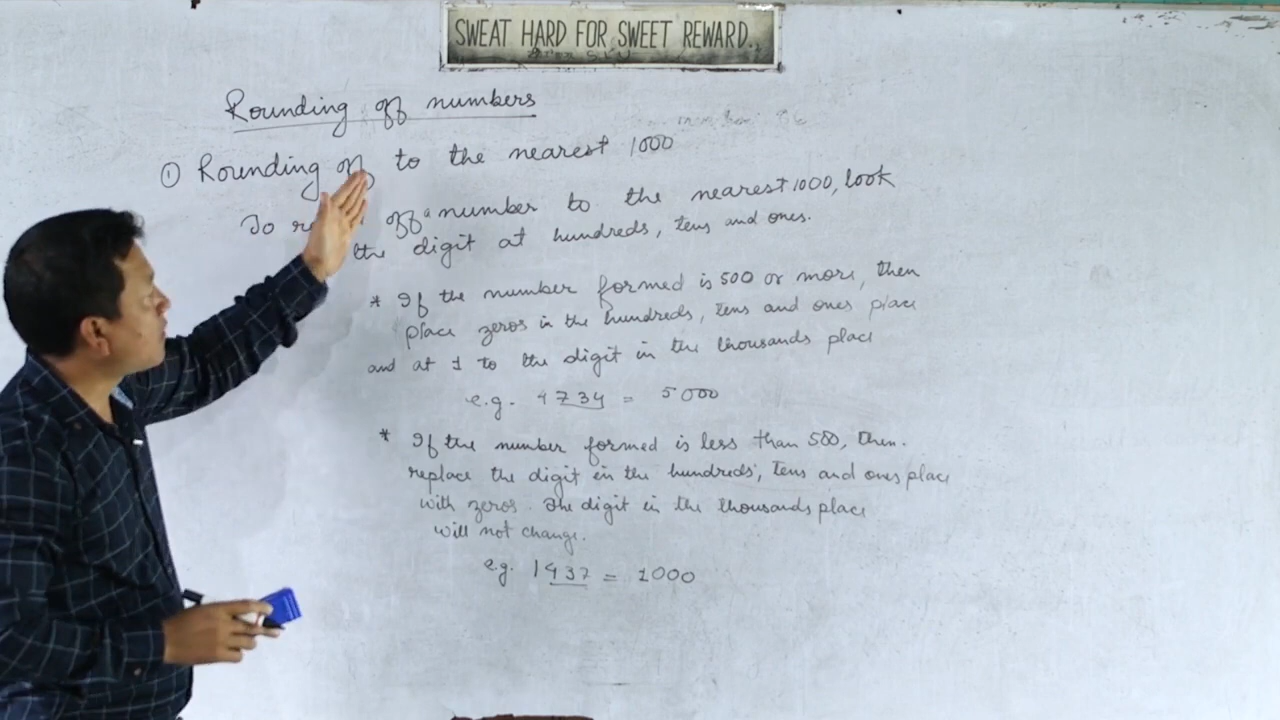 SWEAT HARD FOR SWEET REWARD.
Rounding off numbers
① Rounding off to the nearest 1000
To off a number to the nearest 1000, look
the digit at hundreds, tens and ones.
* If the number formed is 500 or more, then
place zeros in the hundreds, tens and ones place
and at 1 to the digit in the thousands place
e.g. 4734 = 5000
* If the number formed is less than 500, then.
replace the digit in the hundreds, tens and ones place
with zeros. The digit in the thousands place
will not change.
e.g. 1437 = 1000